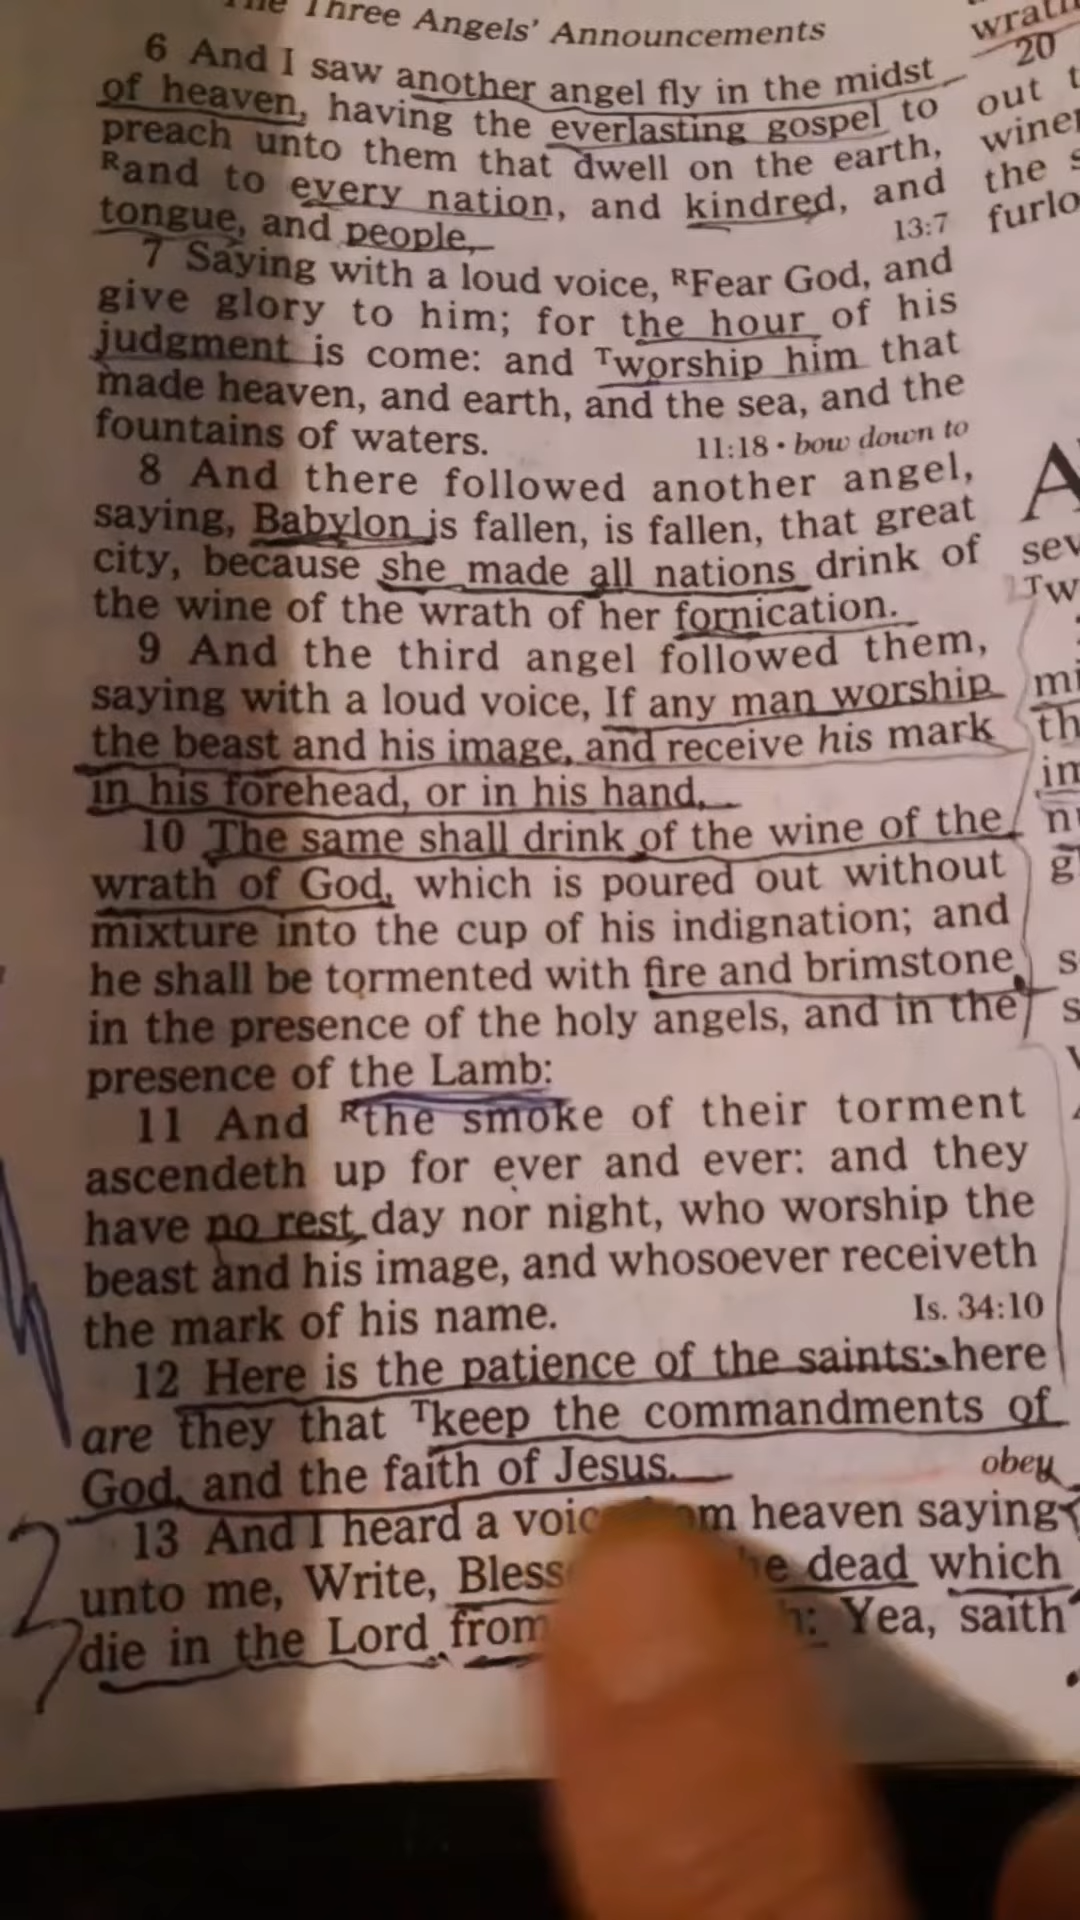 The Three Angels' Announcements
6 And I saw another angel fly in the midst
of heaven, having the everlasting gospel to
preach unto them that dwell on the earth,
Rand to every nation, and kindred, and
tongue, and people, 13:7
7 Saying with a loud voice, RFear God, and
give glory to him; for the hour of his
judgment is come: and Tworship him that
made heaven, and earth, and the sea, and the
fountains of waters. 11:18 • bow down to
8 And there followed another angel,
saying, Babylon is fallen, is fallen, that great
city, because she made all nations drink of
the wine of the wrath of her fornication.
9 And the third angel followed them,
saying with a loud voice, If any man worship
the beast and his image, and receive his mark
in his forehead, or in his hand,
10 The same shall drink of the wine of the
wrath of God, which is poured out without
mixture into the cup of his indignation; and
he shall be tormented with fire and brimstone
in the presence of the holy angels, and in the
presence of the Lamb:
11 And Rthe smoke of their torment
ascendeth up for ever and ever: and they
have no rest day nor night, who worship the
beast and his image, and whosoever receiveth
the mark of his name. Is. 34:10
12 Here is the patience of the saints: here
are they that Tkeep the commandments of
God, and the faith of Jesus. obey
13 And I heard a heaven saying
unto me, Write, dead which
die in the Lord from Yea, saith
20
out
the